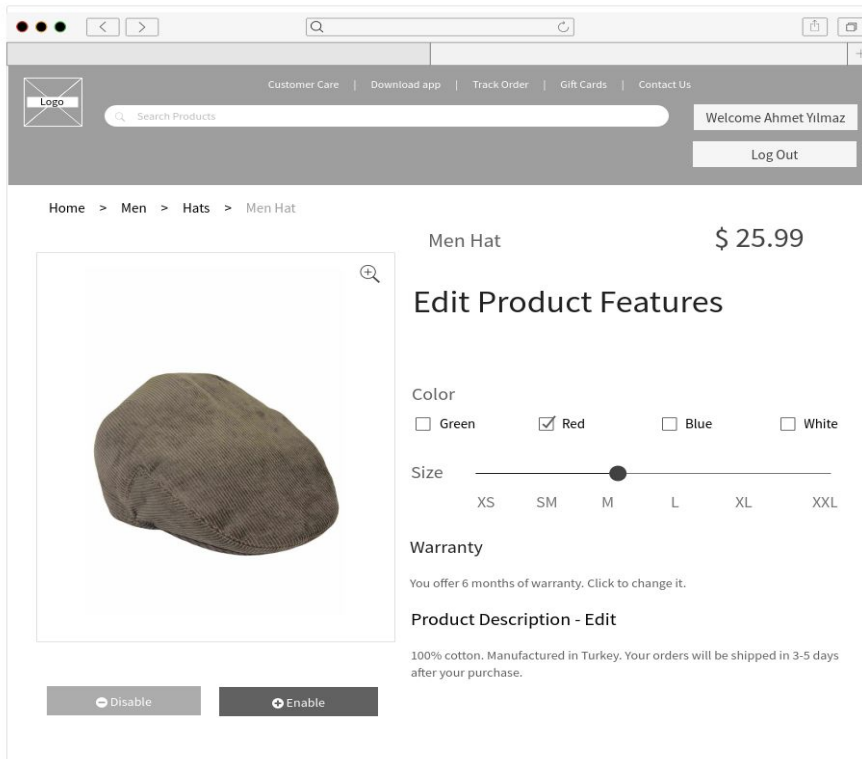 Customer Care | Download app | Track Order | Gift Cards | Contact Us
Logo
Search Products
Welcome Ahmet Yılmaz
Log Out
Home > Men > Hats > Men Hat
Men Hat
$ 25.99
Edit Product Features
Color
Green Red Blue White
Size
XS SM M L XL XXL
Warranty
You offer 6 months of warranty. Click to change it.
Product Description - Edit
100% cotton. Manufactured in Turkey. Your orders will be shipped in 3-5 days
after your purchase.
Disable
Enable